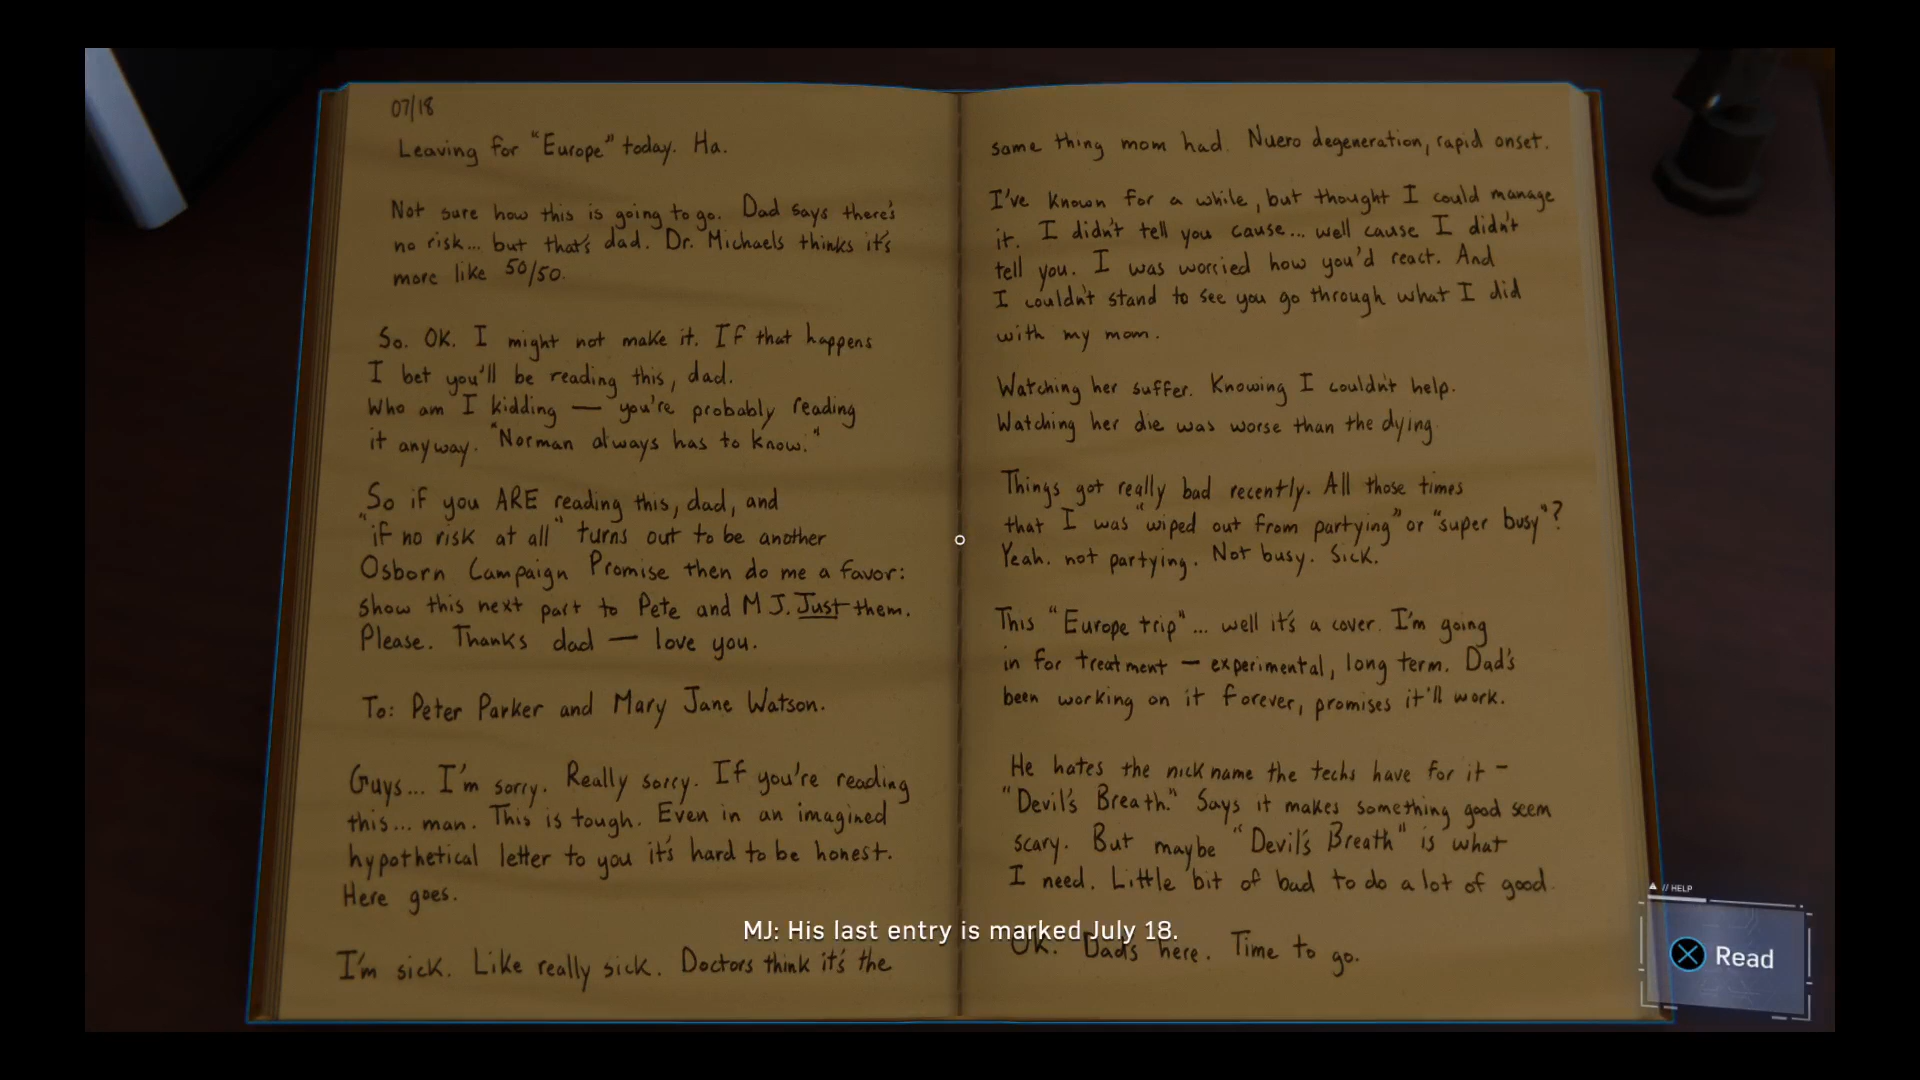 07/18
Leaving for "Europe" today. Ha.
Not sure how this is going to go. Dad says there's
no risk... but that's dad. Dr. Michaels thinks it's
more like 50/50.
So. OK. I might not make it. If that happens
I bet you'll be reading this, dad.
Who am I kidding — you're probably reading
it anyway. "Norman always has to know."
So if you ARE reading this, dad, and
"if no risk at all" turns out to be another
Osborn Campaign Promise then do me a favor:
show this next part to Pete and MJ. Just them.
Please. Thanks dad — love you.
To: Peter Parker and Mary Jane Watson.
Guys... I'm sorry. Really sorry. If you're reading
this... man. This is tough. Even in an imagined
hypothetical letter to you it's hard to be honest.
Here goes.
I'm sick. Like really sick. Doctors think it's the
same thing mom had. Nuero degeneration, rapid onset.
I've known for a while, but thought I could manage
it. I didn't tell you cause... well cause I didn't
tell you. I was worried how you'd react. And
I couldn't stand to see you go through what I did
with my mom.
Watching her suffer. Knowing I couldn't help.
Watching her die was worse than the dying.
Things got really bad recently. All those times
that I was "wiped out from partying" or "super busy"?
Yeah. not partying. Not busy. Sick.
This "Europe trip"... well it's a cover. I'm going
in for treatment — experimental, long term. Dad's
been working on it forever, promises it'll work.
He hates the nickname the techs have for it -
"Devil's Breath." Says it makes something good seem
scary. But maybe "Devil's Breath" is what
I need. Little bit of bad to do a lot of good.
OK. Dad's here. Time to go.
MJ: His last entry is marked July 18.
// HELP
Read